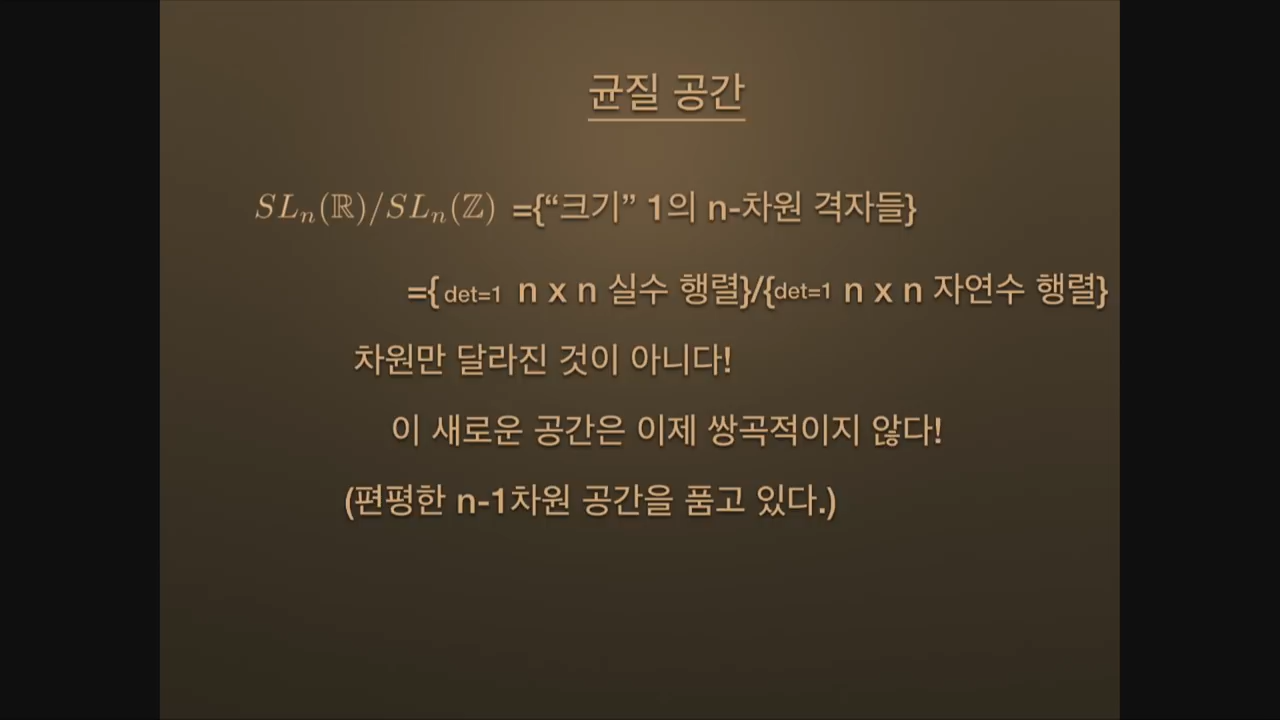 균질 공간
SLₙ(ℝ)/SLₙ(ℤ) ={“크기” 1의 n-차원 격자들}
={ det=1 n x n 실수 행렬}/{det=1 n x n 자연수 행렬}
차원만 달라진 것이 아니다!
이 새로운 공간은 이제 쌍곡적이지 않다!
(편평한 n-1차원 공간을 품고 있다.)